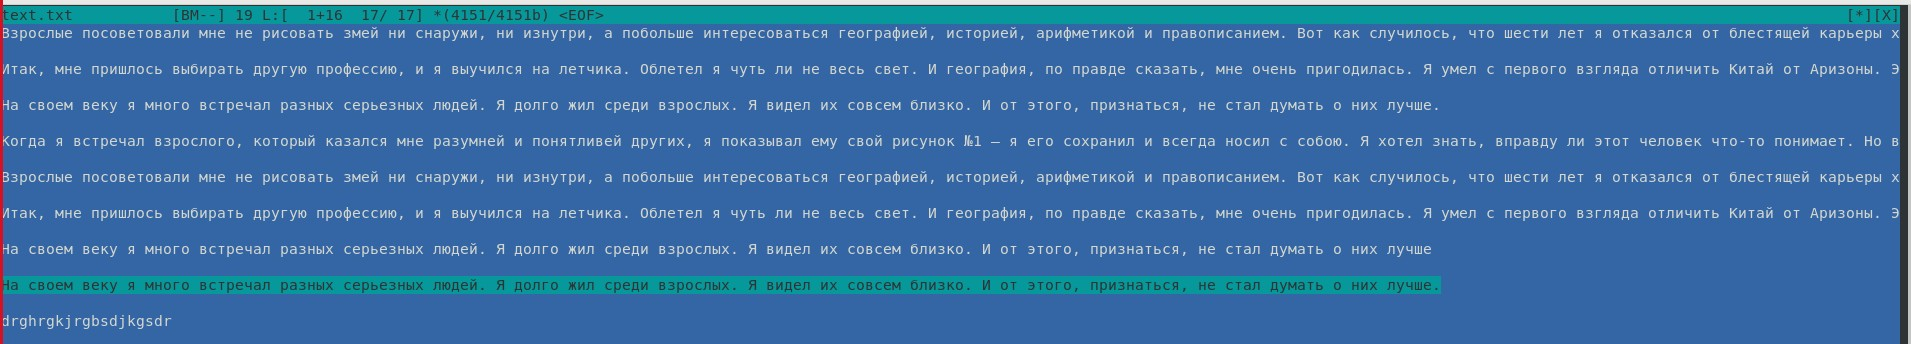 text.txt [BM--] 19 L:[ 1+16 17/ 17] *(4151/4151b) <EOF> [*][X]
Взрослые посоветовали мне не рисовать змей ни снаружи, ни изнутри, а побольше интересоваться географией, историей, арифметикой и правописанием. Вот как случилось, что шести лет я отказался от блестящей карьеры х
Итак, мне пришлось выбирать другую профессию, и я выучился на летчика. Облетел я чуть ли не весь свет. И география, по правде сказать, мне очень пригодилась. Я умел с первого взгляда отличить Китай от Аризоны. Э
На своем веку я много встречал разных серьезных людей. Я долго жил среди взрослых. Я видел их совсем близко. И от этого, признаться, не стал думать о них лучше.
Когда я встречал взрослого, который казался мне разумней и понятливей других, я показывал ему свой рисунок №1 — я его сохранил и всегда носил с собою. Я хотел знать, вправду ли этот человек что-то понимает. Но в
Взрослые посоветовали мне не рисовать змей ни снаружи, ни изнутри, а побольше интересоваться географией, историей, арифметикой и правописанием. Вот как случилось, что шести лет я отказался от блестящей карьеры х
Итак, мне пришлось выбирать другую профессию, и я выучился на летчика. Облетел я чуть ли не весь свет. И география, по правде сказать, мне очень пригодилась. Я умел с первого взгляда отличить Китай от Аризоны. Э
На своем веку я много встречал разных серьезных людей. Я долго жил среди взрослых. Я видел их совсем близко. И от этого, признаться, не стал думать о них лучше
На своем веку я много встречал разных серьезных людей. Я долго жил среди взрослых. Я видел их совсем близко. И от этого, признаться, не стал думать о них лучше.
drghrgkjrgbsdjkgsdr